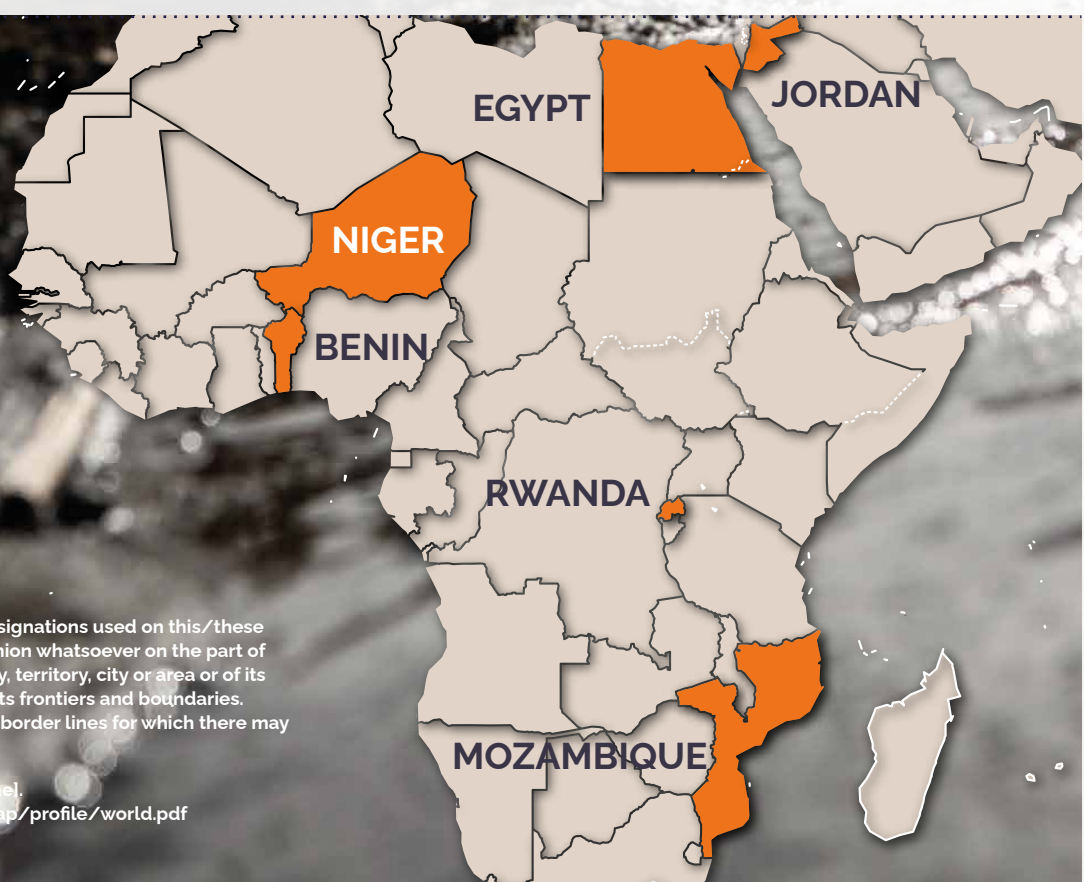 EGYPT
JORDAN
NIGER
BENIN
RWANDA
MOZAMBIQUE
signations used on this/these
nion whatsoever on the part of
y, territory, city or area or of its
ts frontiers and boundaries.
border lines for which there may
el.
ap/profile/world.pdf